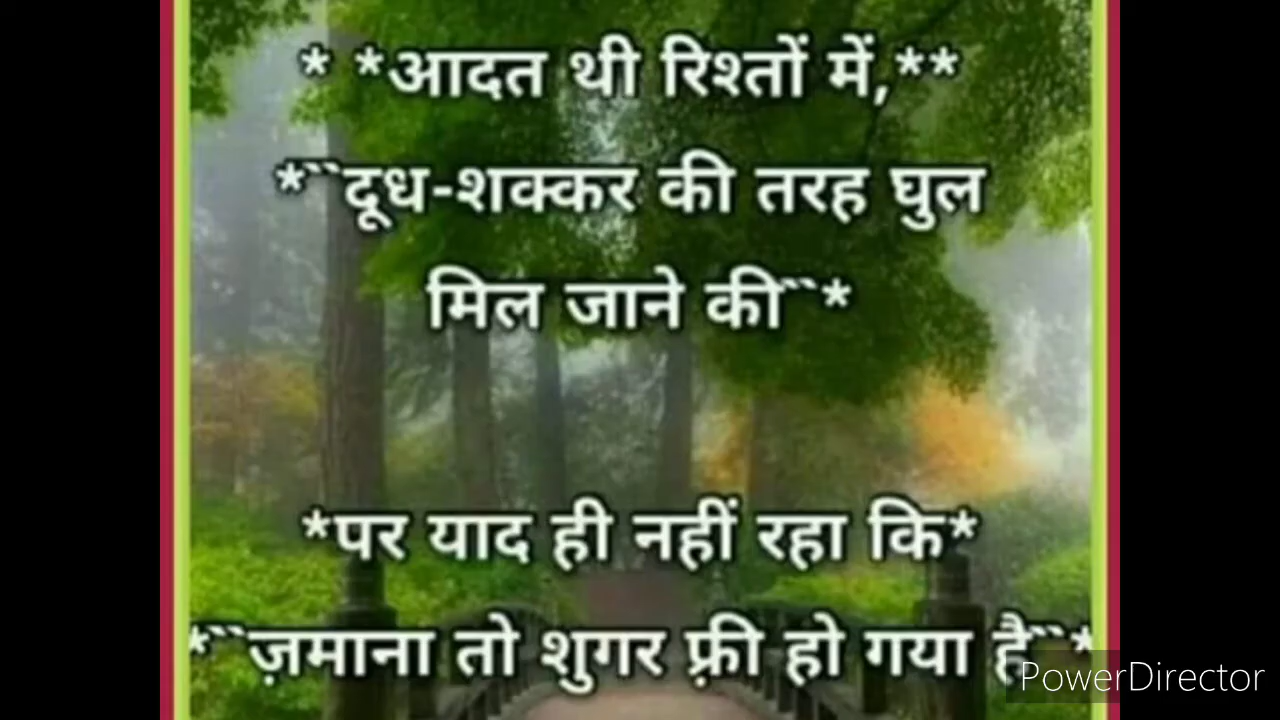 * *आदत थी रिश्तों में,**
*``दूध-शक्कर की तरह घुल
मिल जाने की``*
*पर याद ही नहीं रहा कि*
*``ज़माना तो शुगर फ़्री हो गया है``*
PowerDirector